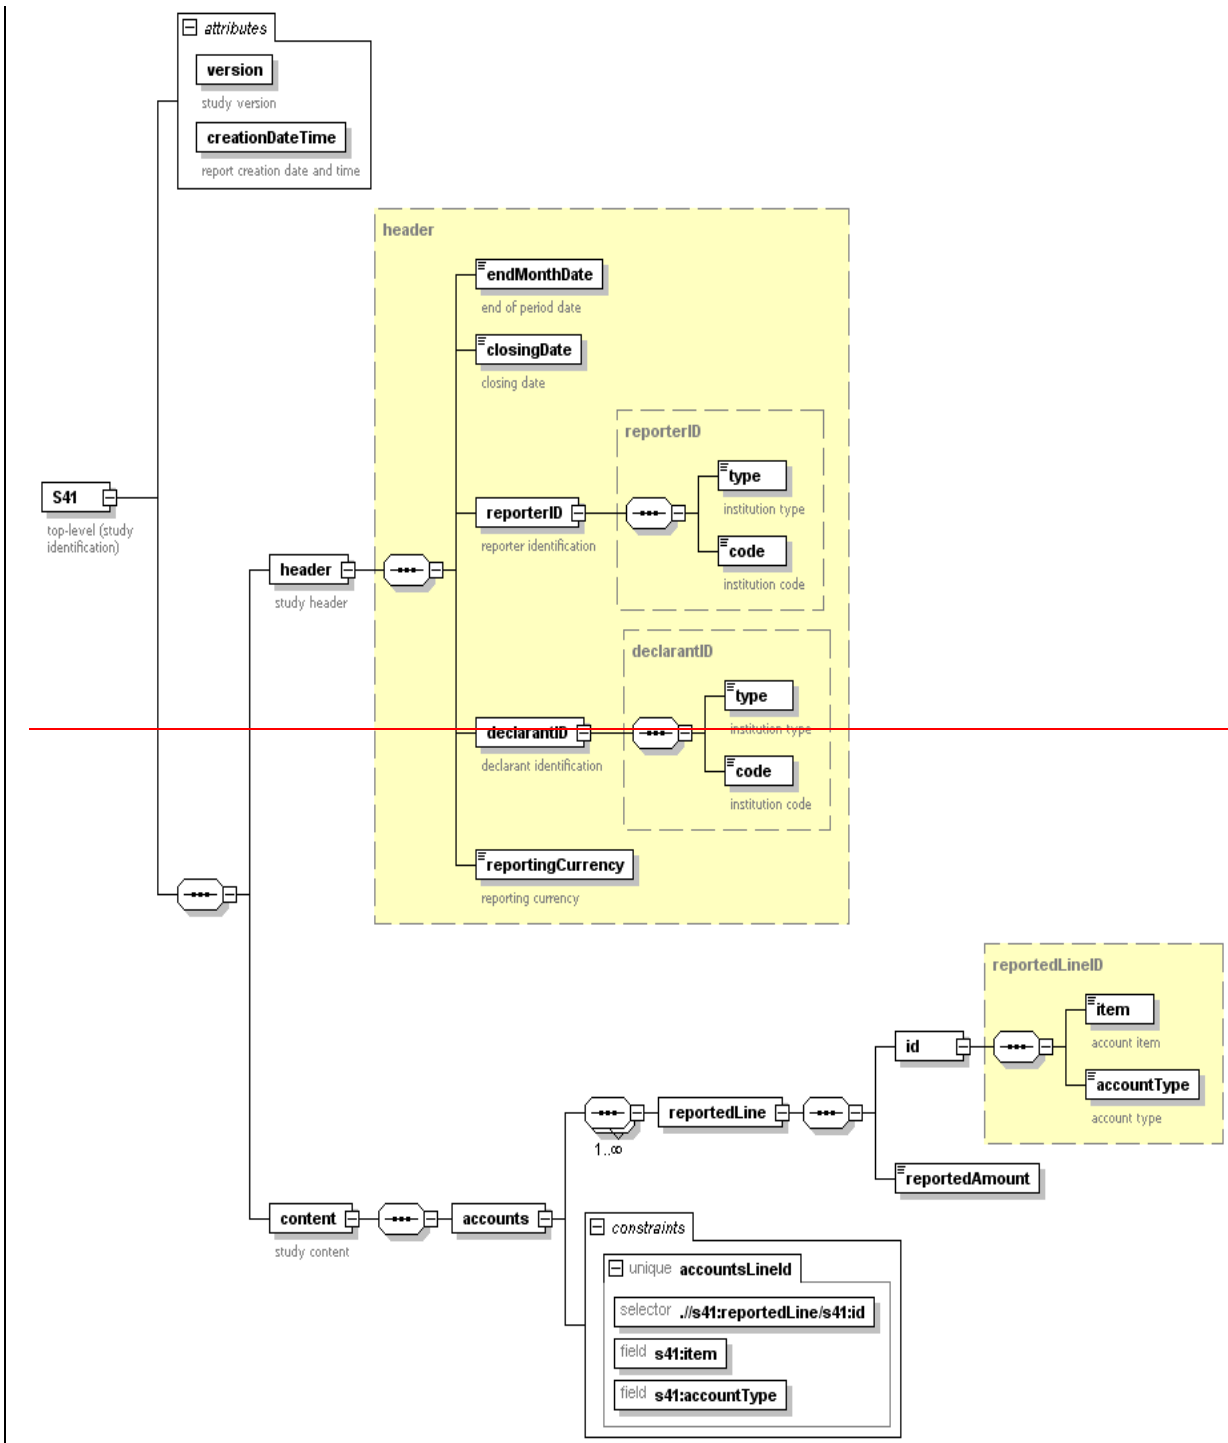 attributes
version
study version
creationDateTime
report creation date and time
header
endMonthDate
end of period date
closingDate
closing date
reporterID
type
institution type
reporterID
reporter identification
code
institution code
S41
top-level (study
identification)
header
study header
declarantID
type
institution type
declarantID
declarant identification
code
institution code
reportingCurrency
reporting currency
reportedLineID
item
account item
id
accountType
account type
reportedLine
1..∞
reportedAmount
content
study content
accounts
constraints
unique accountsLineId
selector .//s41:reportedLine/s41:id
field s41:item
field s41:accountType